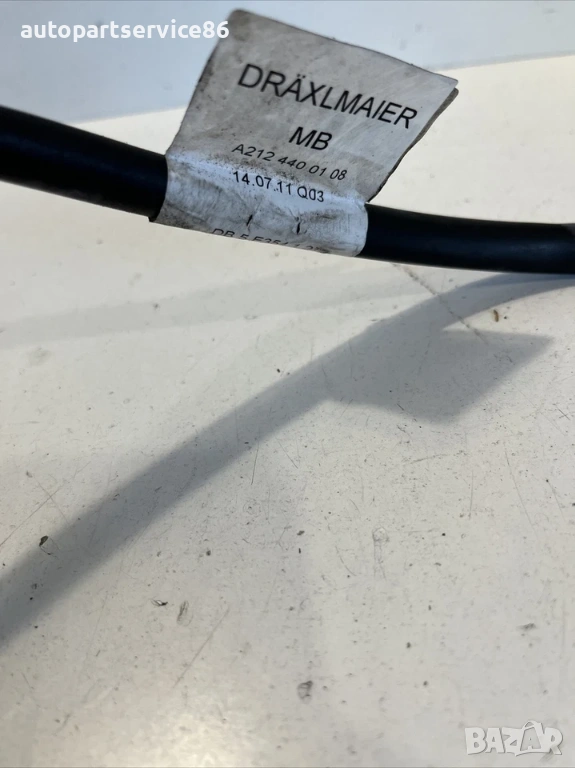 autopartservice86
DRÄXLMAIER
MB
A212 440 01 08
14.07.11 Q03
BAZAR